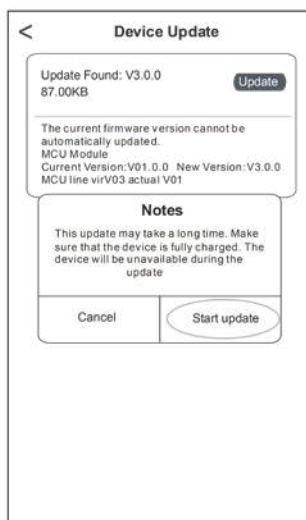 < Device Update
Update Found: V3.0.0
87.00KB
Update
The current firmware version cannot be
automatically updated.
MCU Module
Current Version:V01.0.0 New Version:V3.0.0
MCU line virV03 actual V01
Notes
This update may take a long time. Make
sure that the device is fully charged. The
device will be unavailable during the
update
Cancel
Start update